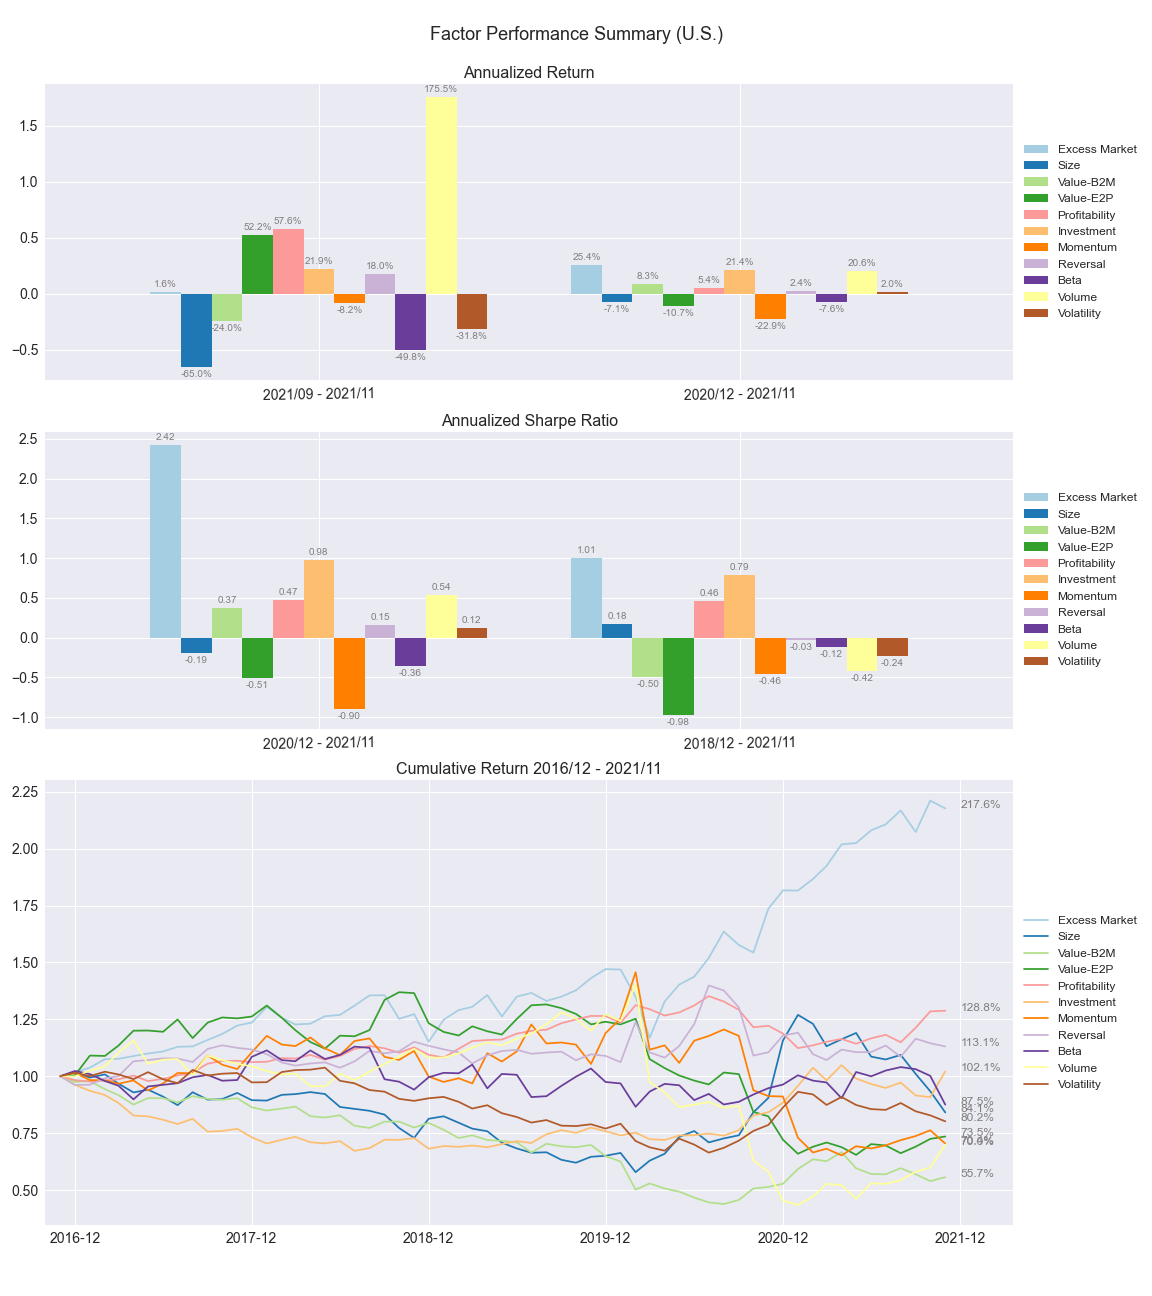 Factor Performance Summary (U.S.)
Annualized Return
1.5
1.0
0.5
0.0
−0.5
1.6%
-65.0%
-24.0%
52.2%
57.6%
21.9%
-8.2%
18.0%
-49.8%
175.5%
-31.8%
25.4%
-7.1%
8.3%
-10.7%
5.4%
21.4%
-22.9%
2.4%
-7.6%
20.6%
2.0%
2021/09 - 2021/11
2020/12 - 2021/11
Excess Market
Size
Value-B2M
Value-E2P
Profitability
Investment
Momentum
Reversal
Beta
Volume
Volatility
Annualized Sharpe Ratio
2.5
2.0
1.5
1.0
0.5
0.0
−0.5
−1.0
2.42
-0.19
0.37
-0.51
0.47
0.98
-0.90
0.15
-0.36
0.54
0.12
1.01
0.18
-0.50
-0.98
0.46
0.79
-0.46
-0.03
-0.12
-0.42
-0.24
2020/12 - 2021/11
2018/12 - 2021/11
Excess Market
Size
Value-B2M
Value-E2P
Profitability
Investment
Momentum
Reversal
Beta
Volume
Volatility
Cumulative Return 2016/12 - 2021/11
2.25
2.00
1.75
1.50
1.25
1.00
0.75
0.50
217.6%
128.8%
113.1%
102.1%
87.5%
84.1%
80.2%
73.5%
55.7%
2016-12
2017-12
2018-12
2019-12
2020-12
2021-12
Excess Market
Size
Value-B2M
Value-E2P
Profitability
Investment
Momentum
Reversal
Beta
Volume
Volatility